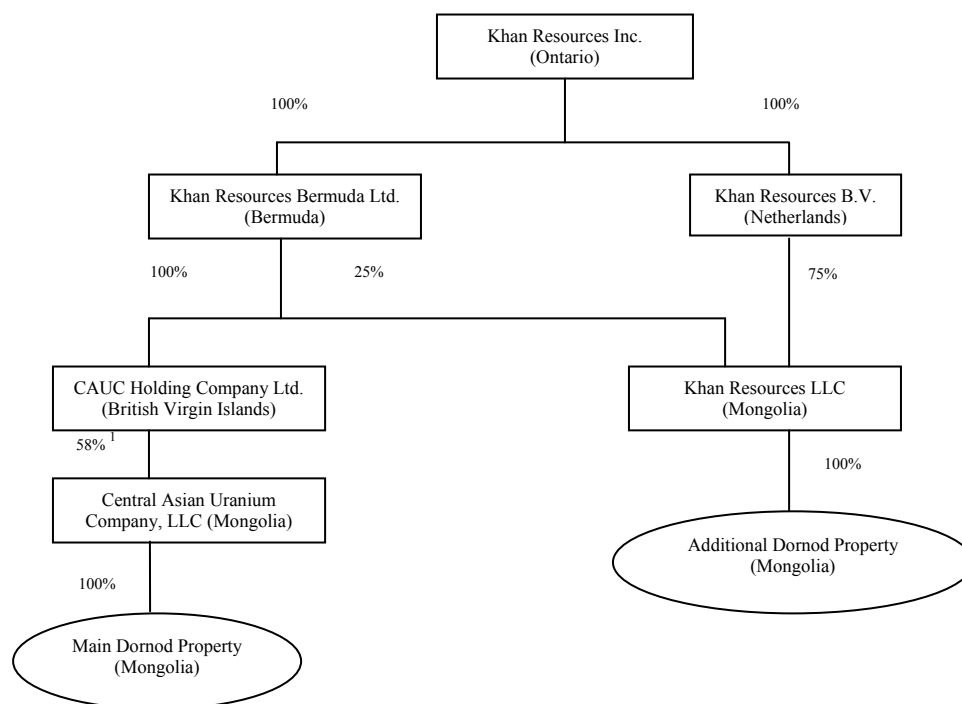 Khan Resources Inc.
(Ontario)
100%
100%
Khan Resources Bermuda Ltd.
(Bermuda)
Khan Resources B.V.
(Netherlands)
100%
25%
75%
CAUC Holding Company Ltd.
(British Virgin Islands)
Khan Resources LLC
(Mongolia)
58% 1
100%
Central Asian Uranium
Company, LLC (Mongolia)
Additional Dornod Property
(Mongolia)
100%
Main Dornod Property
(Mongolia)